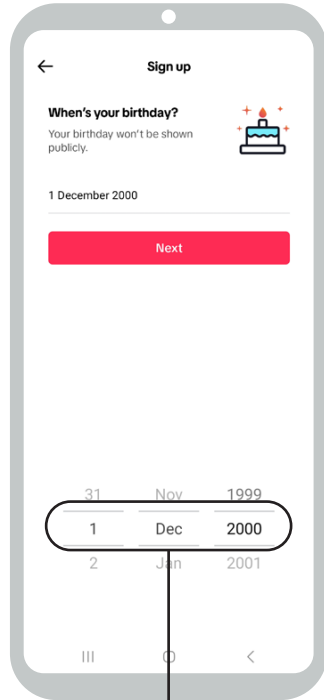 Sign up
When's your birthday?
Your birthday won't be shown
publicly.
1 December 2000
Next
31 Nov 1999
1 Dec 2000
2 Jan 2001